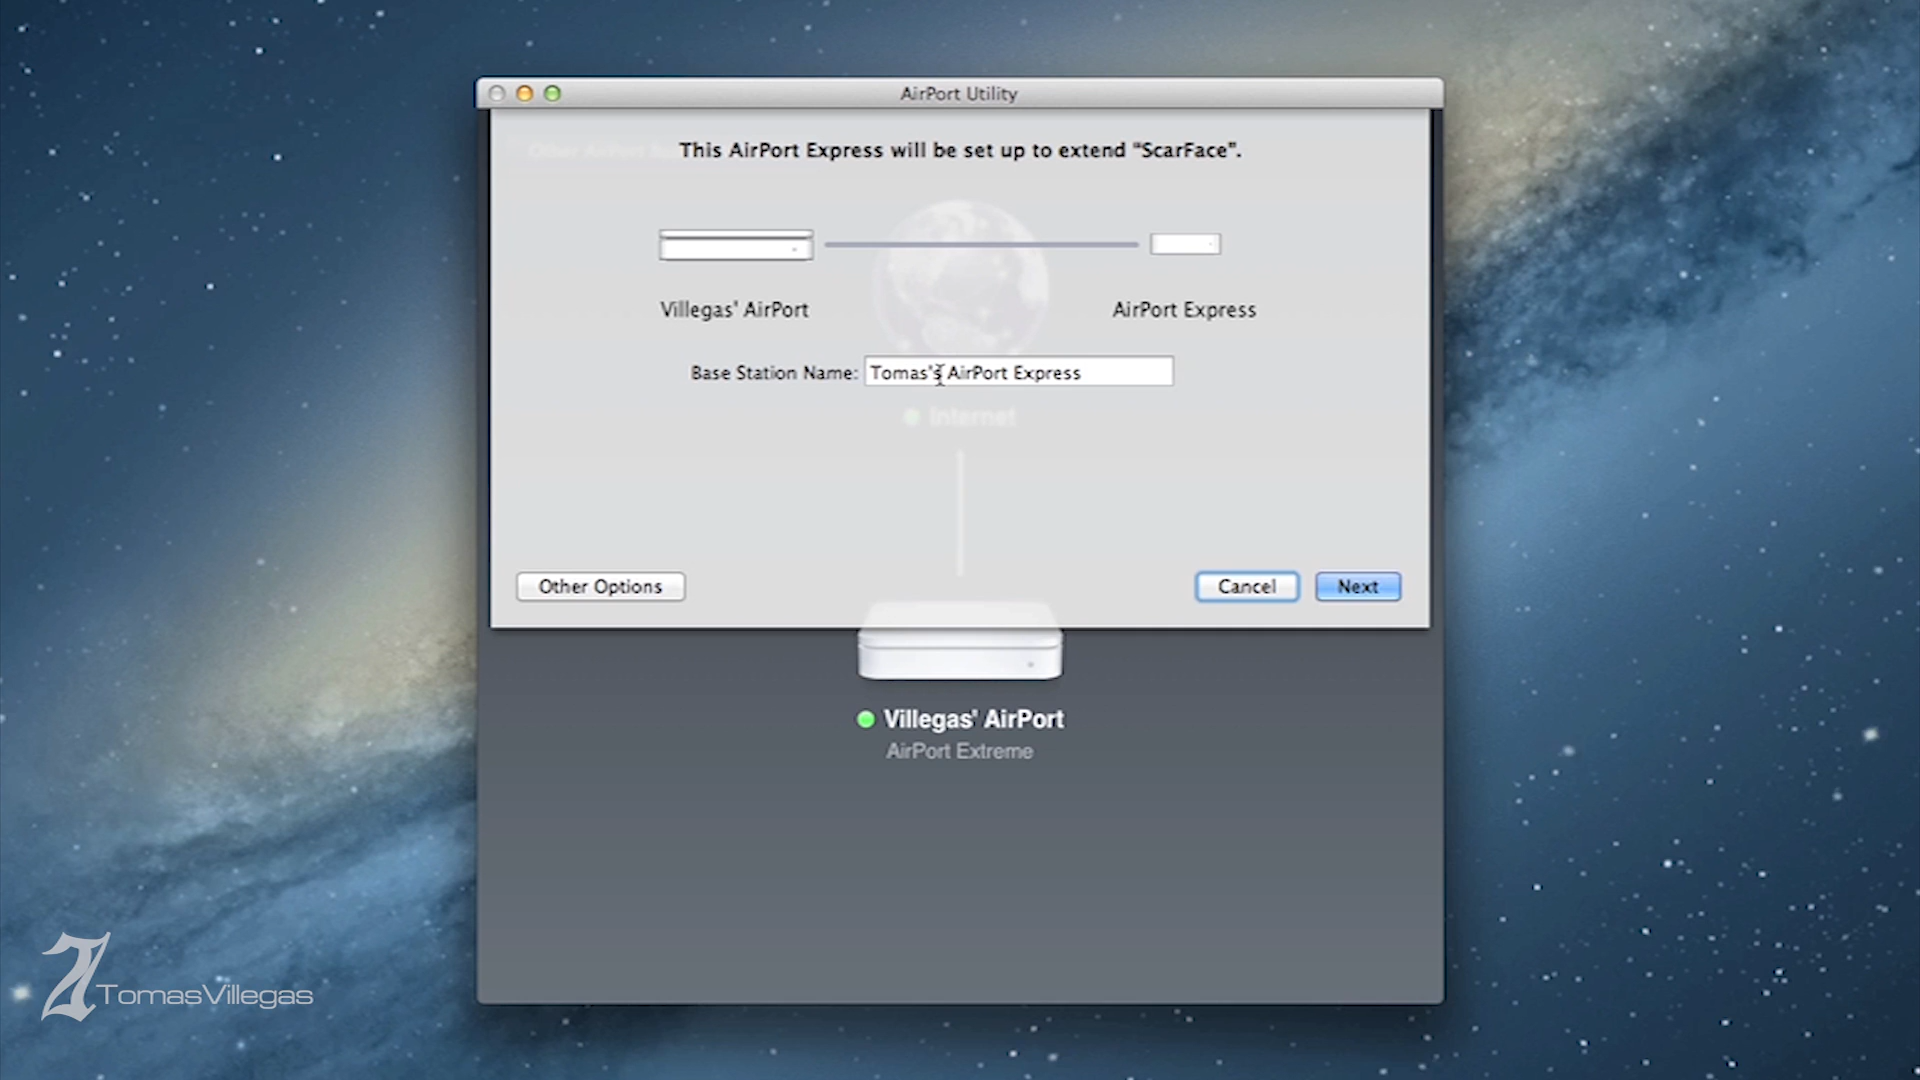 AirPort Utility
This AirPort Express will be set up to extend “ScarFace”.
Villegas' AirPort
AirPort Express
Base Station Name: Tomas's AirPort Express
Internet
Other Options
Cancel
Next
Villegas' AirPort
AirPort Extreme
TomasVillegas